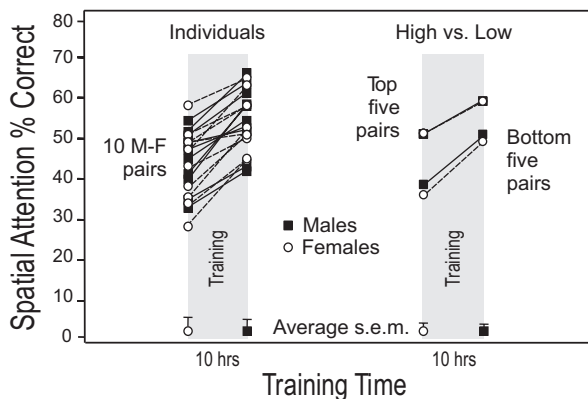 Spatial Attention % Correct
80
70
60
50
40
30
20
10
0
Individuals
High vs. Low
10 M-F
pairs
Top
five
pairs
Bottom
five
pairs
Males
Females
Training
Training
Average s.e.m.
10 hrs
10 hrs
Training Time